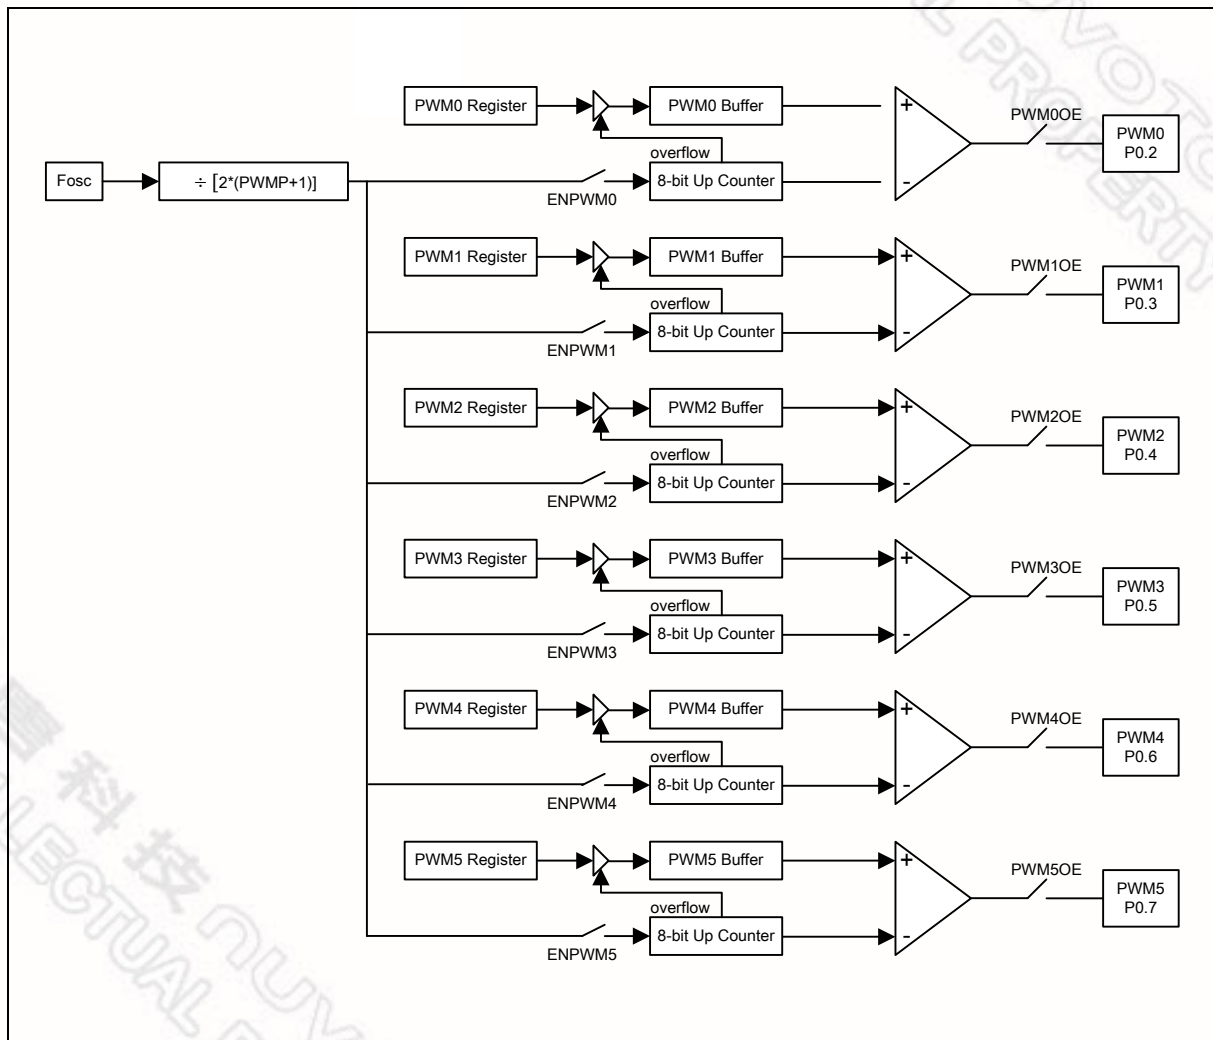 PWM0 Register
PWM0 Buffer
+
PWM0OE
PWM0
P0.2
overflow
Fosc
÷ [2*(PWMP+1)]
ENPWM0
8-bit Up Counter
-
PWM1 Register
PWM1 Buffer
+
PWM1OE
PWM1
P0.3
overflow
ENPWM1
8-bit Up Counter
-
PWM2 Register
PWM2 Buffer
+
PWM2OE
PWM2
P0.4
overflow
ENPWM2
8-bit Up Counter
-
PWM3 Register
PWM3 Buffer
+
PWM3OE
PWM3
P0.5
overflow
ENPWM3
8-bit Up Counter
-
PWM4 Register
PWM4 Buffer
+
PWM4OE
PWM4
P0.6
overflow
ENPWM4
8-bit Up Counter
-
PWM5 Register
PWM5 Buffer
+
PWM5OE
PWM5
P0.7
overflow
ENPWM5
8-bit Up Counter
-
PROPERTY
科技